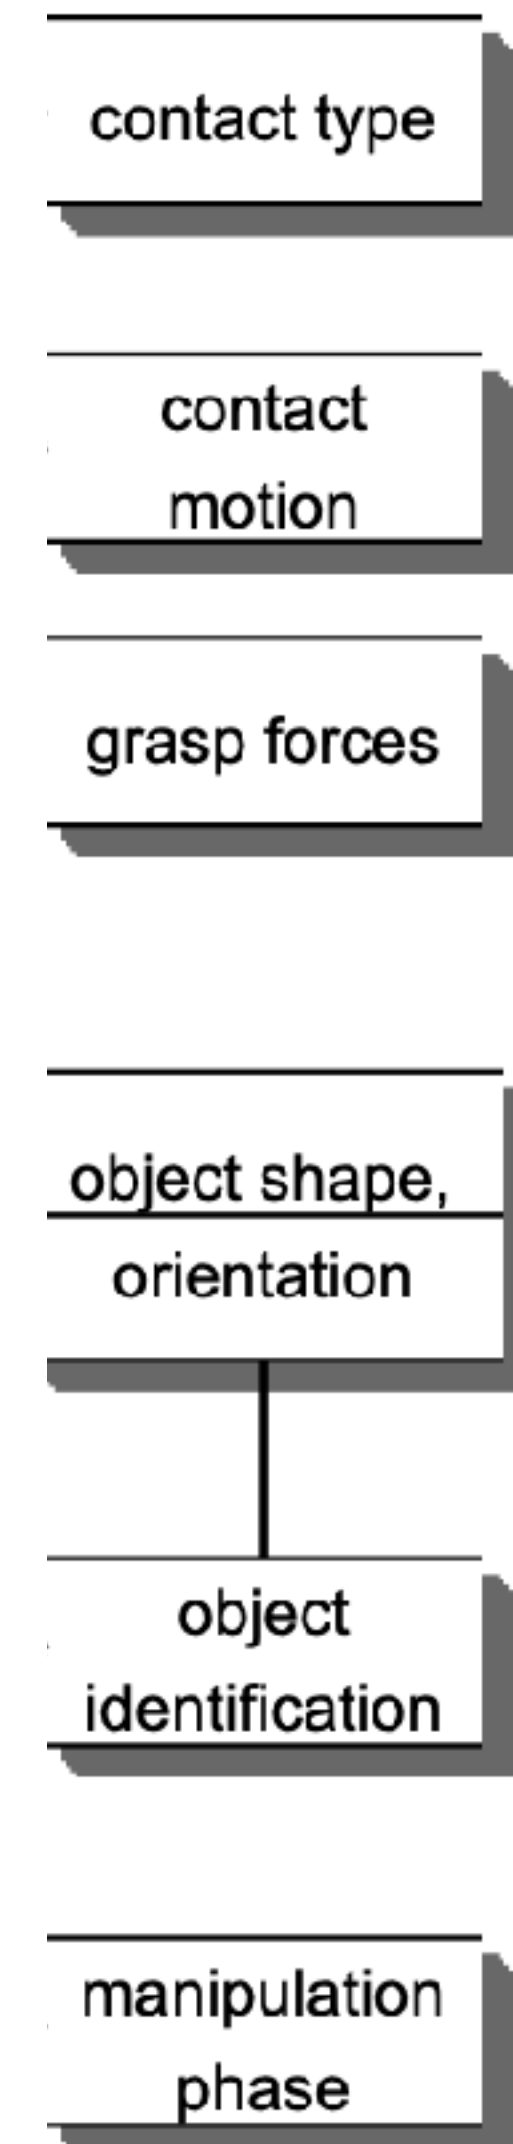 contact type
contact
motion
grasp forces
object shape,
orientation
object
identification
manipulation
phase